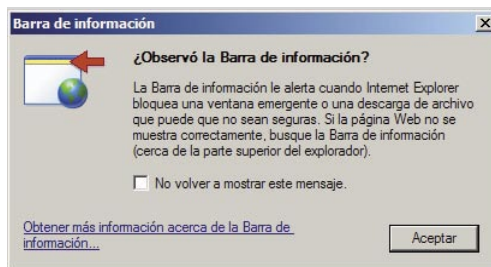 Barra de información
¿Observó la Barra de información?
La Barra de información le alerta cuando Internet Explorer
bloquea una ventana emergente o una descarga de archivo
que puede que no sean seguras. Si la página Web no se
muestra correctamente, busque la Barra de información
(cerca de la parte superior del explorador).
No volver a mostrar este mensaje.
Obtener más información acerca de la Barra de
información...
Aceptar